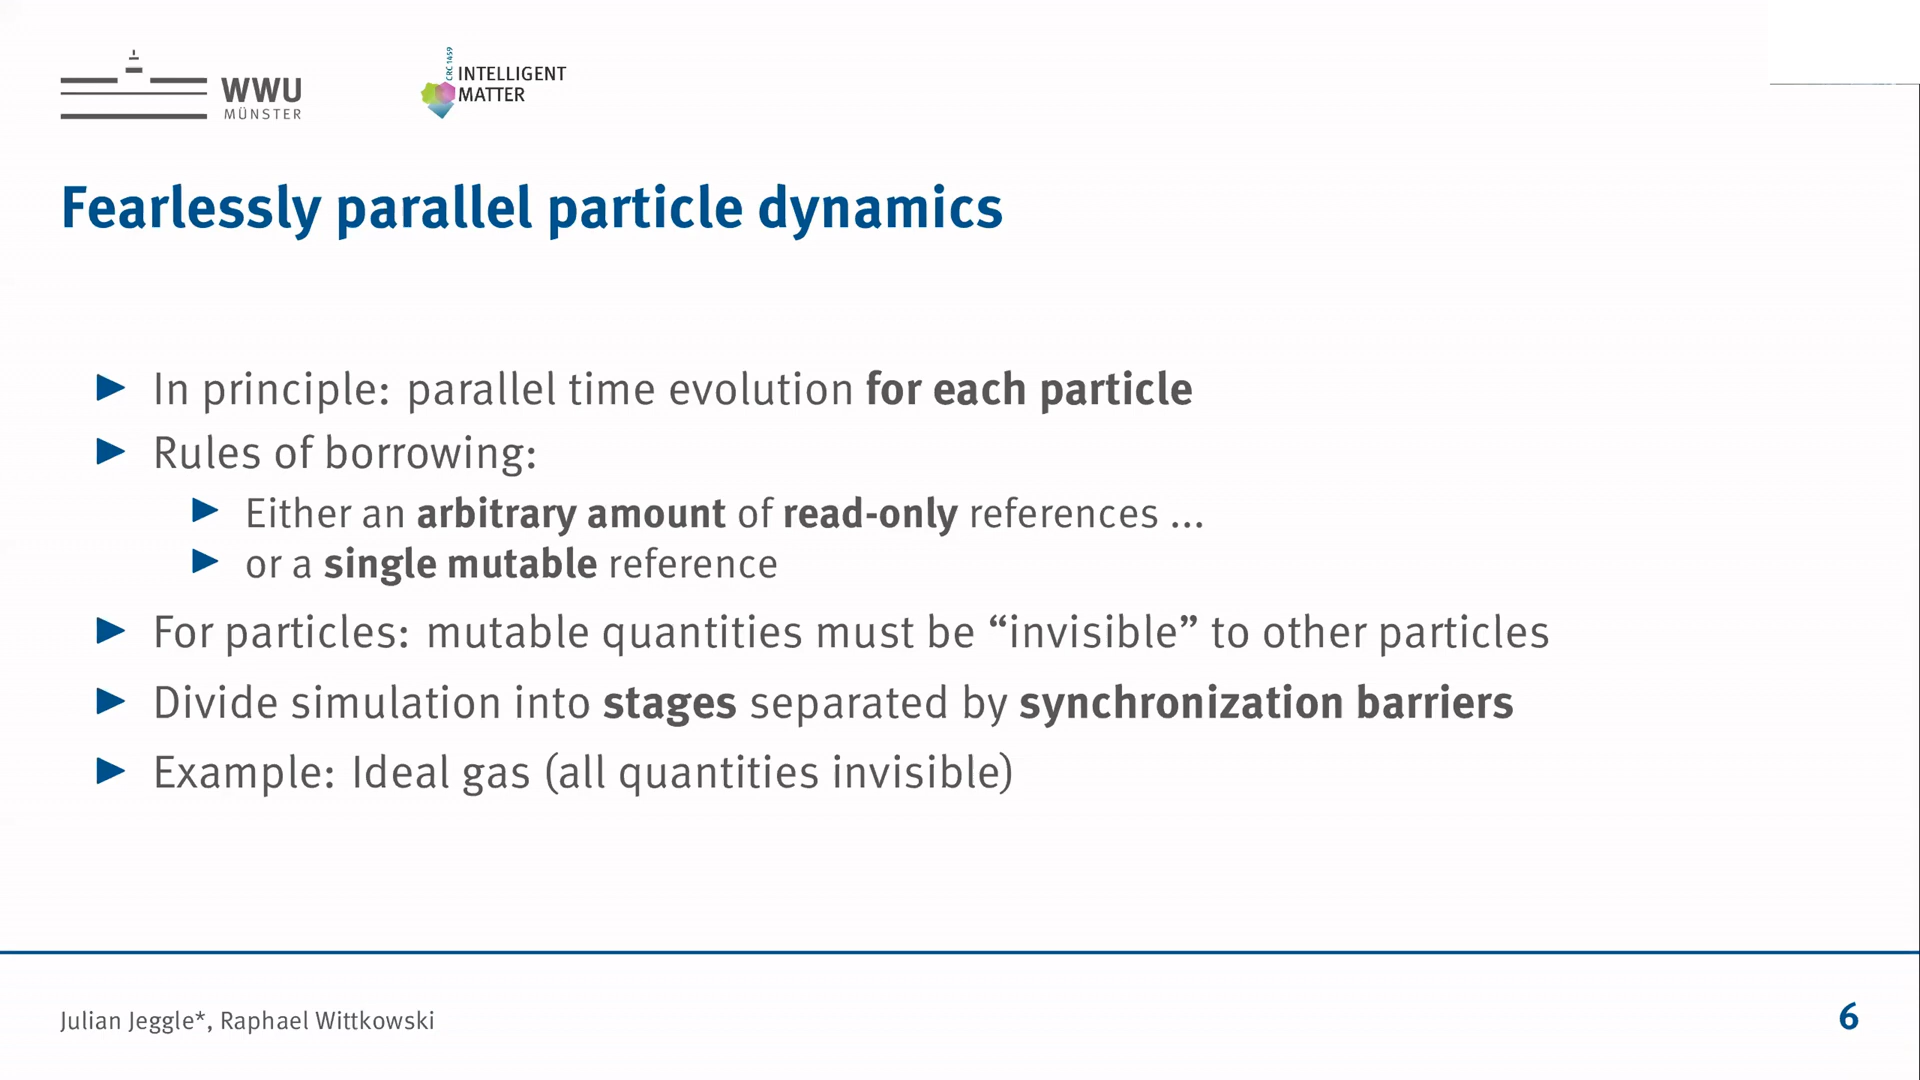 WWU
MÜNSTER
CRC 1459
INTELLIGENT
MATTER
Fearlessly parallel particle dynamics
In principle: parallel time evolution for each particle
Rules of borrowing:
Either an arbitrary amount of read-only references ...
or a single mutable reference
For particles: mutable quantities must be “invisible” to other particles
Divide simulation into stages separated by synchronization barriers
Example: Ideal gas (all quantities invisible)
Julian Jeggle*, Raphael Wittkowski
6